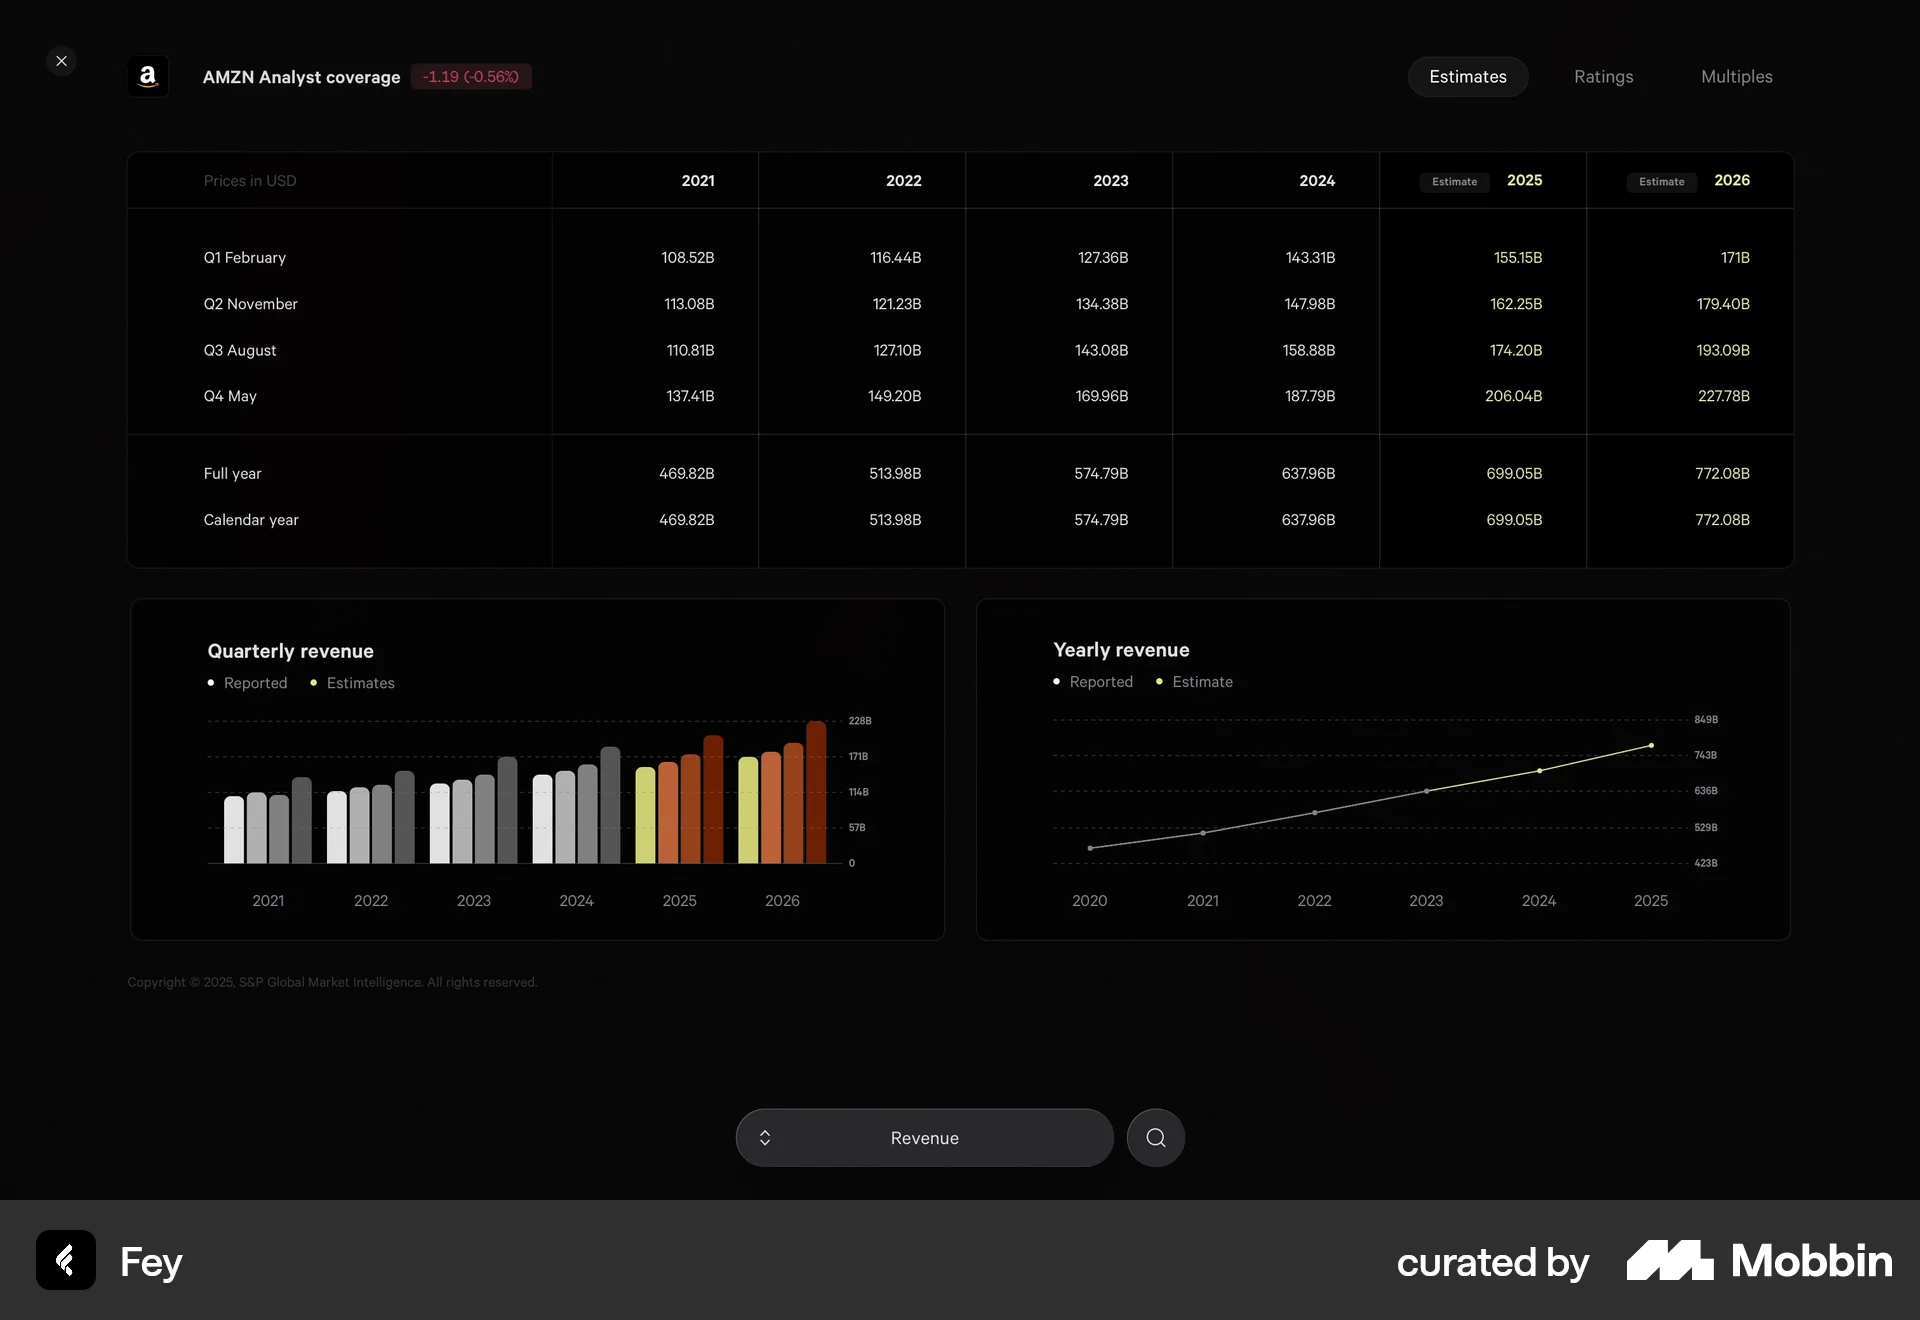 a
AMZN Analyst coverage -1.19 (-0.56%)
Estimates Ratings Multiples
Prices in USD 2021 2022 2023 2024 Estimate 2025 Estimate 2026
Q1 February 108.52B 116.44B 127.36B 143.31B 155.15B 171B
Q2 November 113.08B 121.23B 134.38B 147.98B 162.25B 179.40B
Q3 August 110.81B 127.10B 143.08B 158.88B 174.20B 193.09B
Q4 May 137.41B 149.20B 169.96B 187.79B 206.04B 227.78B
Full year 469.82B 513.98B 574.79B 637.96B 699.05B 772.08B
Calendar year 469.82B 513.98B 574.79B 637.96B 699.05B 772.08B
Quarterly revenue
Reported Estimates
228B
171B
114B
57B
0
2021 2022 2023 2024 2025 2026
Yearly revenue
Reported Estimate
849B
743B
636B
529B
423B
2020 2021 2022 2023 2024 2025
Copyright © 2025, S&P Global Market Intelligence. All rights reserved.
Revenue
Fey
curated by Mobbin